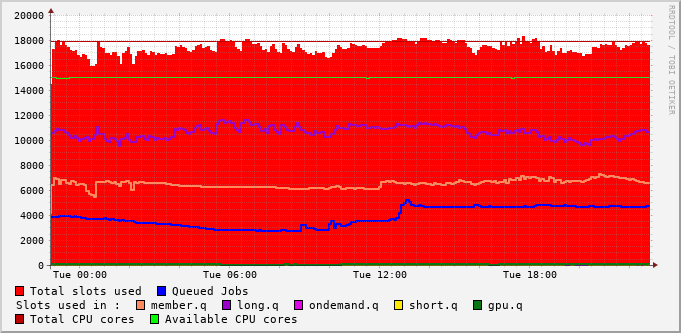 20000
18000
16000
14000
12000
10000
8000
6000
4000
2000
0
Tue 00:00 Tue 06:00 Tue 12:00 Tue 18:00
RRDTOOL / TOBI OETIKER
Total slots used Queued Jobs
Slots used in : member.q long.q ondemand.q short.q gpu.q
Total CPU cores Available CPU cores